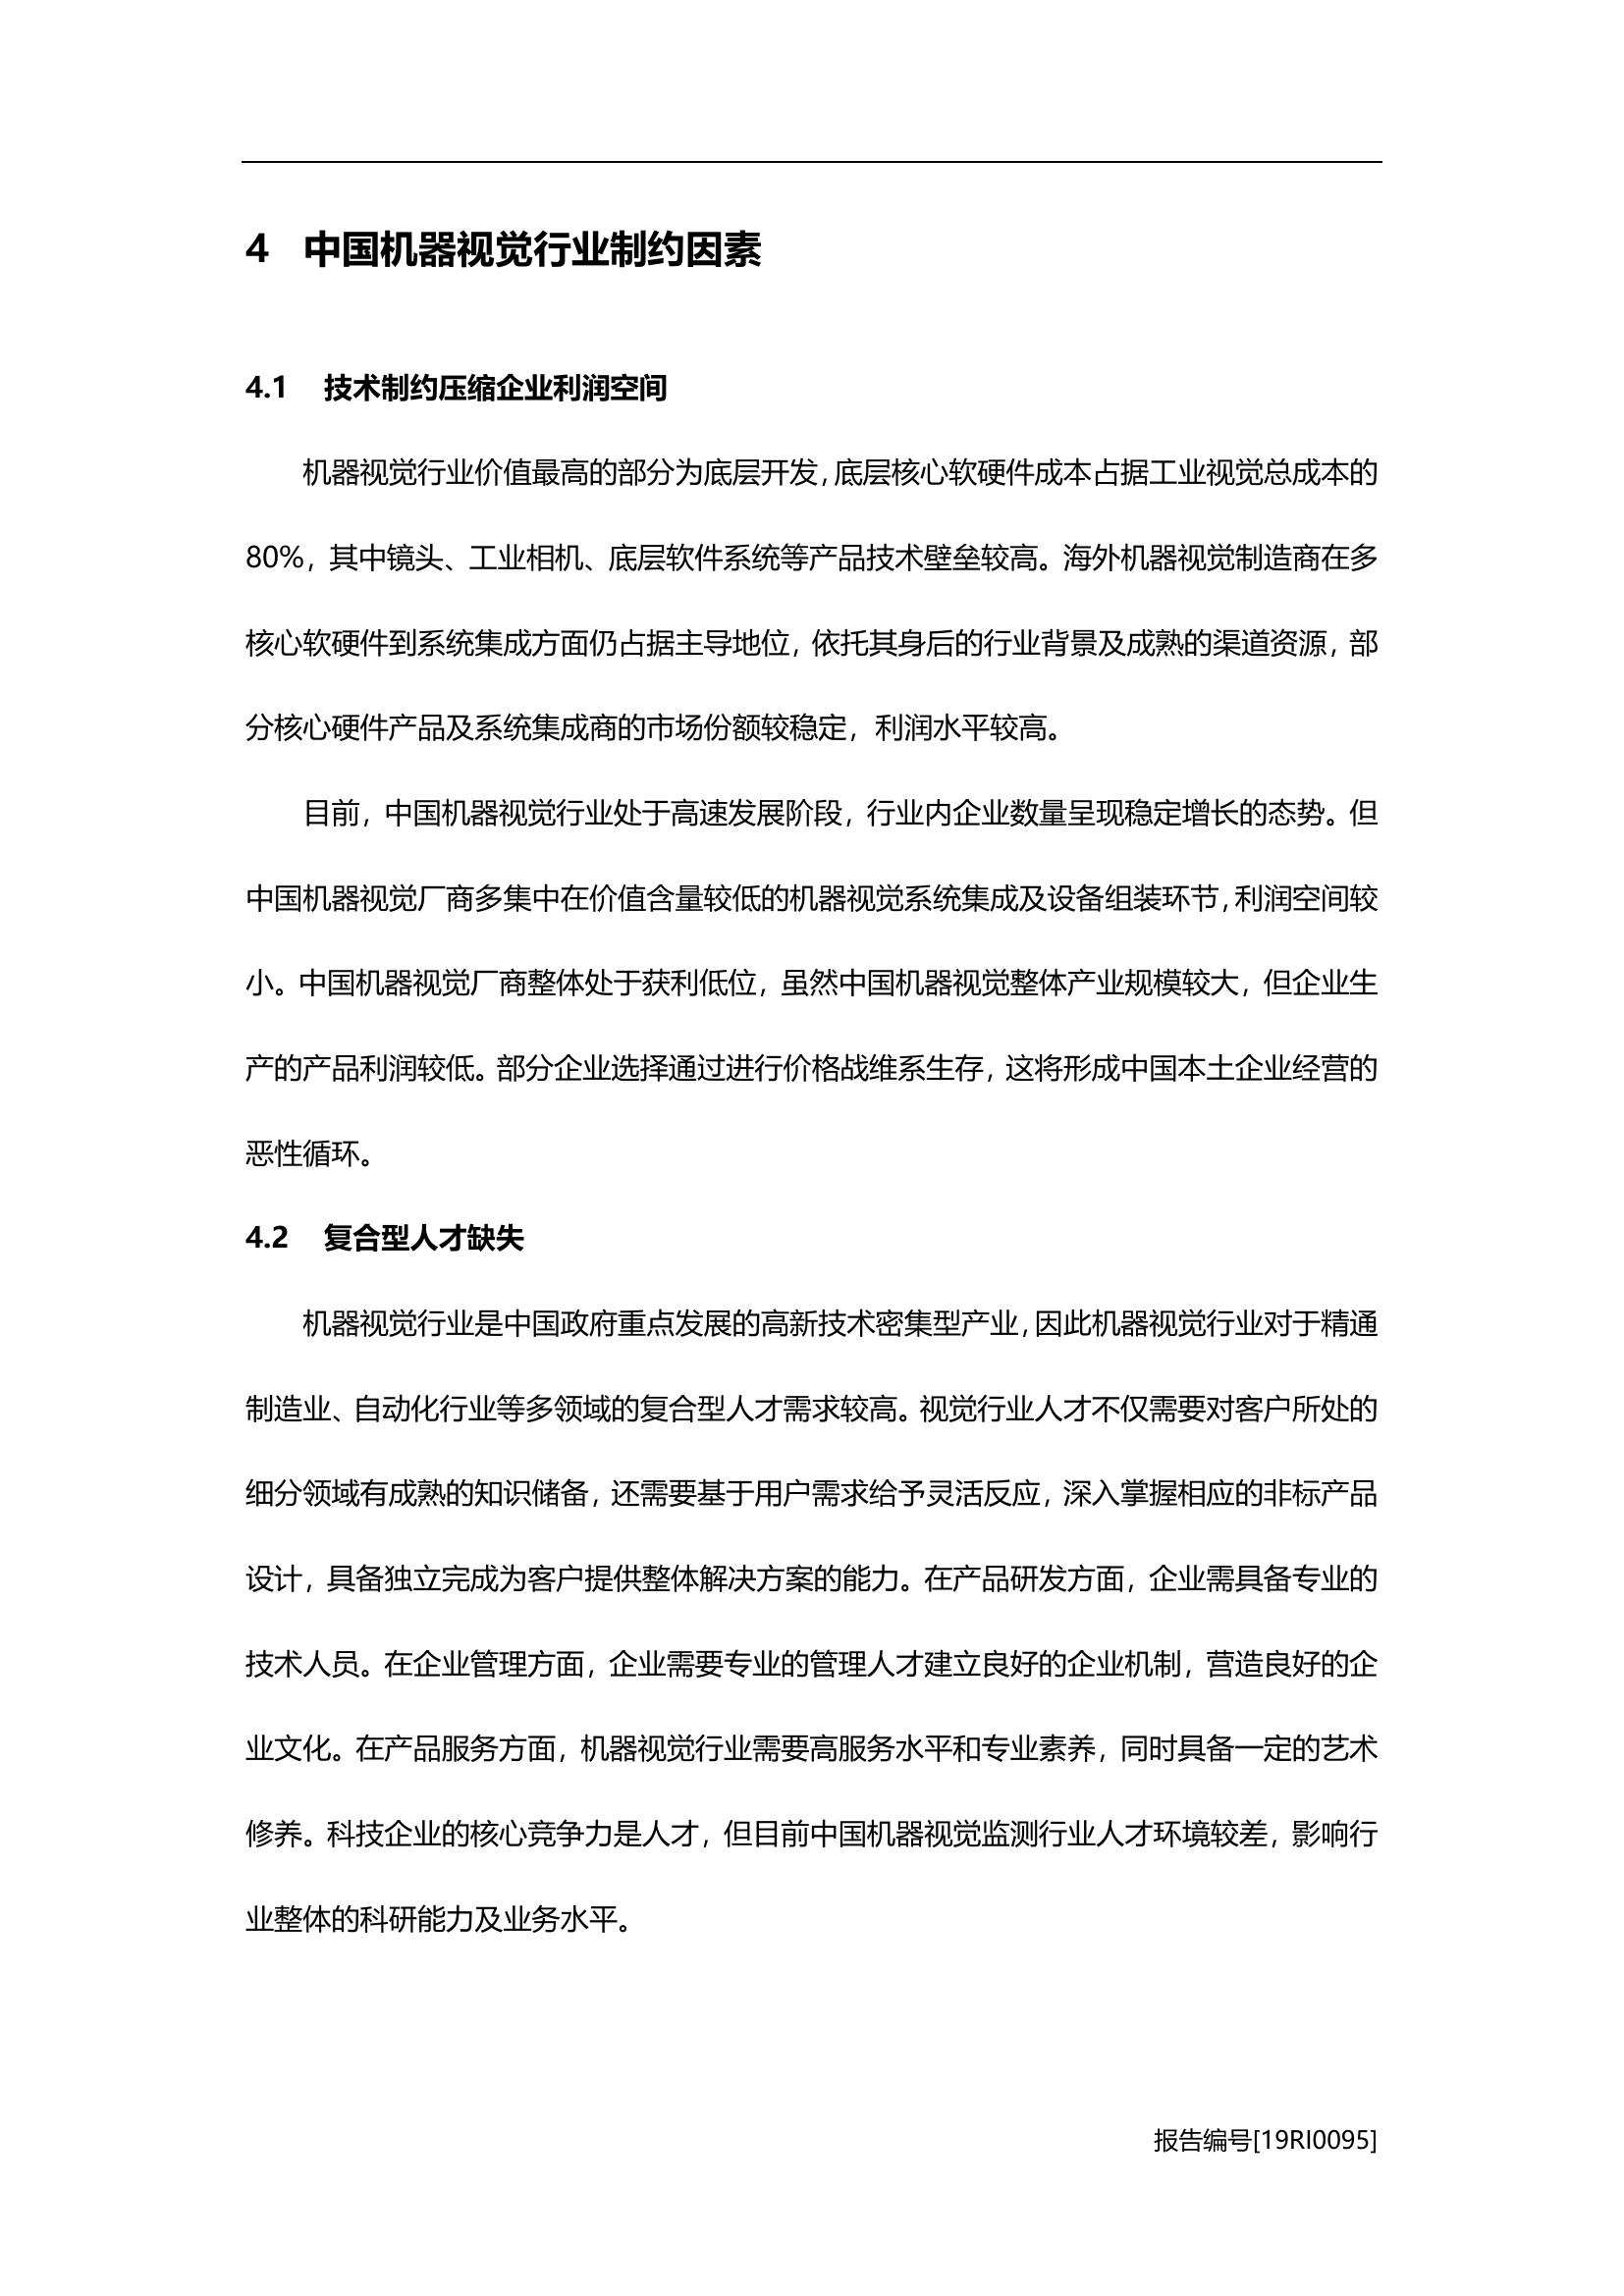 4 中国机器视觉行业制约因素
4.1 技术制约压缩企业利润空间
机器视觉行业价值最高的部分为底层开发，底层核心软硬件成本占据工业视觉总成本的
80%，其中镜头、工业相机、底层软件系统等产品技术壁垒较高。海外机器视觉制造商在多
核心软硬件到系统集成方面仍占据主导地位，依托其身后的行业背景及成熟的渠道资源，部
分核心硬件产品及系统集成商的市场份额较稳定，利润水平较高。
目前，中国机器视觉行业处于高速发展阶段，行业内企业数量呈现稳定增长的态势。但
中国机器视觉厂商多集中在价值含量较低的机器视觉系统集成及设备组装环节，利润空间较
小。中国机器视觉厂商整体处于获利低位，虽然中国机器视觉整体产业规模较大，但企业生
产的产品利润较低。部分企业选择通过进行价格战维系生存，这将形成中国本土企业经营的
恶性循环。
4.2 复合型人才缺失
机器视觉行业是中国政府重点发展的高新技术密集型产业，因此机器视觉行业对于精通
制造业、自动化行业等多领域的复合型人才需求较高。视觉行业人才不仅需要对客户所处的
细分领域有成熟的知识储备，还需要基于用户需求给予灵活反应，深入掌握相应的非标产品
设计，具备独立完成为客户提供整体解决方案的能力。在产品研发方面，企业需具备专业的
技术人员。在企业管理方面，企业需要专业的管理人才建立良好的企业机制，营造良好的企
业文化。在产品服务方面，机器视觉行业需要高服务水平和专业素养，同时具备一定的艺术
修养。科技企业的核心竞争力是人才，但目前中国机器视觉监测行业人才环境较差，影响行
业整体的科研能力及业务水平。
报告编号[19RI0095]